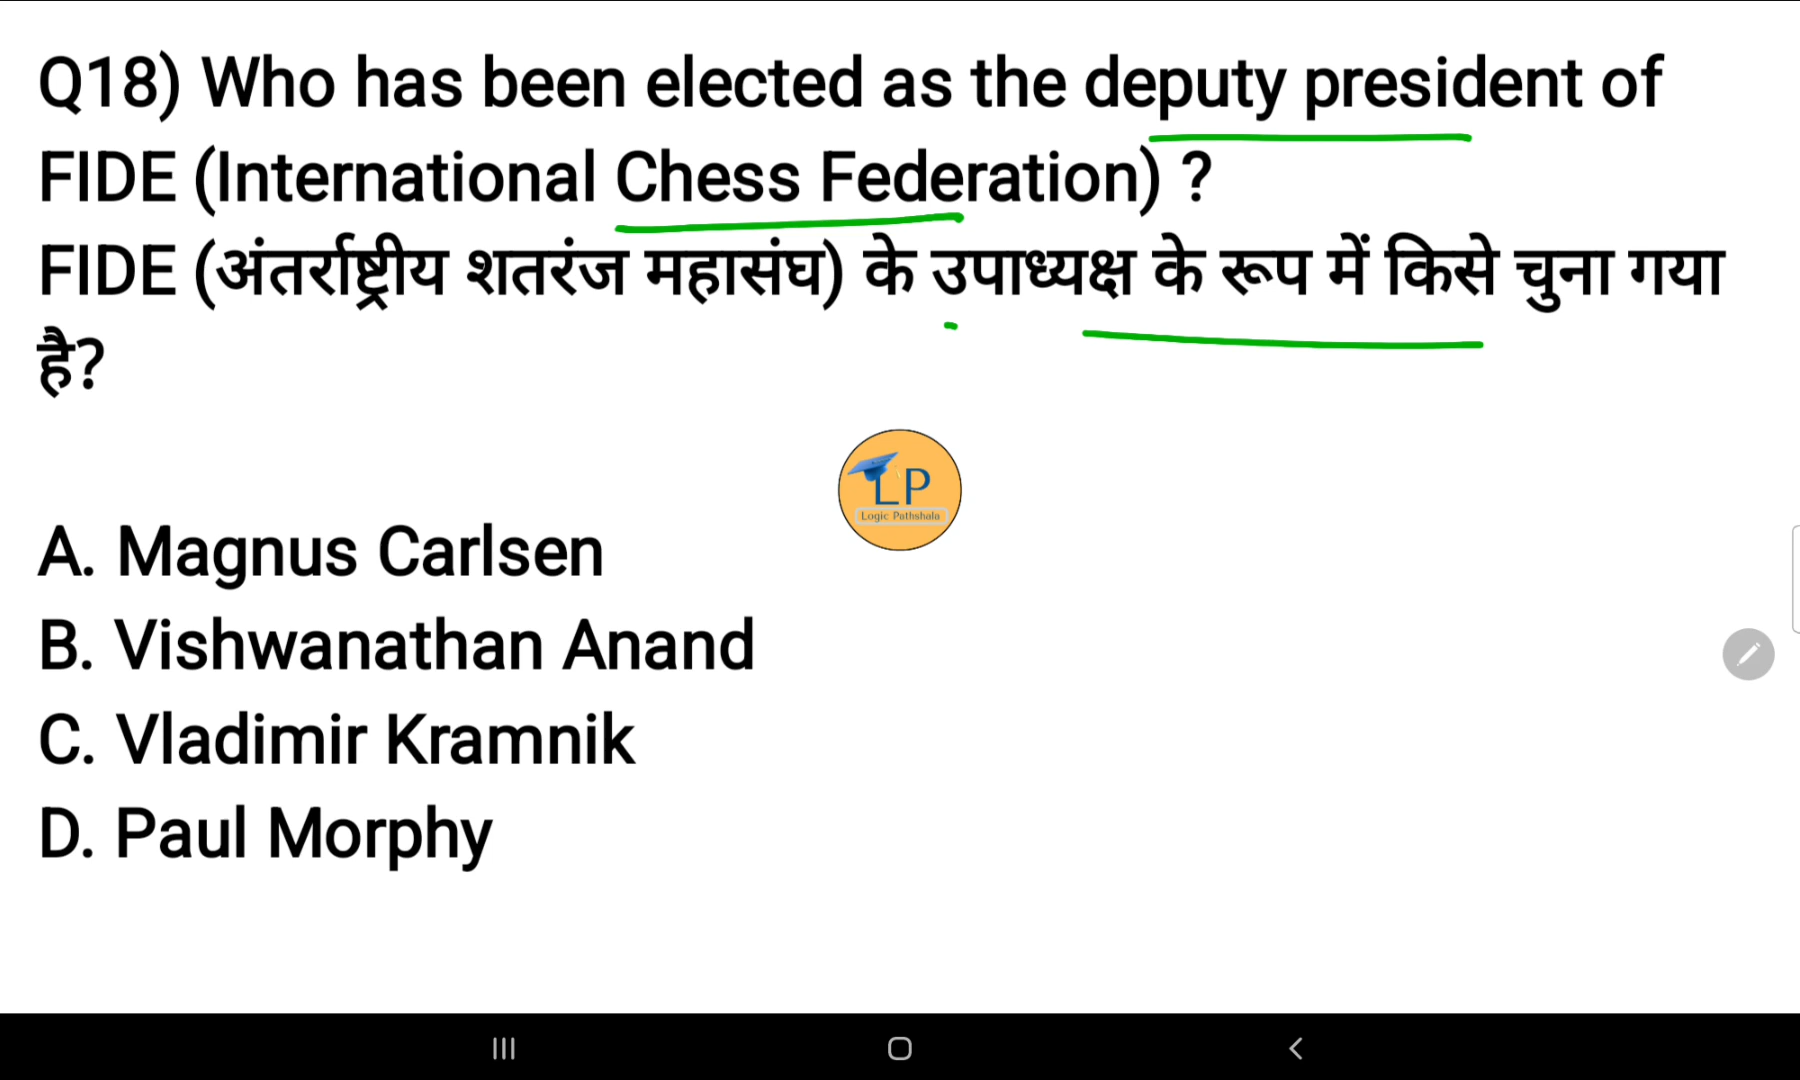 Q18) Who has been elected as the deputy president of
FIDE (International Chess Federation) ?
FIDE (अंतर्राष्ट्रीय शतरंज महासंघ) के उपाध्यक्ष के रूप में किसे चुना गया
है?
LP
Logic Pathshala
A. Magnus Carlsen
B. Vishwanathan Anand
C. Vladimir Kramnik
D. Paul Morphy